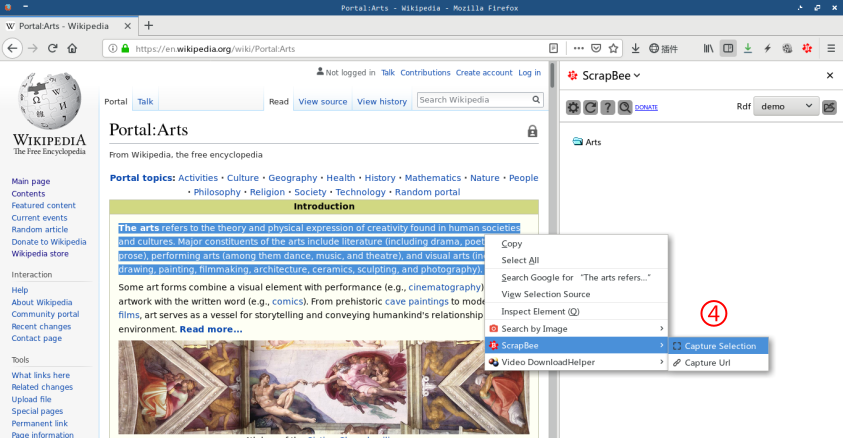 Portal:Arts - Wikipedia - Mozilla Firefox
W Portal:Arts - Wikipedia
https://en.wikipedia.org/wiki/Portal:Arts
插件
Not logged in Talk Contributions Create account Log in
Portal Talk Read View source View history Search Wikipedia
WIKIPEDIA
The Free Encyclopedia
Main page
Contents
Featured content
Current events
Random article
Donate to Wikipedia
Wikipedia store
Interaction
Help
About Wikipedia
Community portal
Recent changes
Contact page
Tools
What links here
Related changes
Upload file
Special pages
Permanent link
Page information
Portal:Arts
From Wikipedia, the free encyclopedia
Portal topics: Activities • Culture • Geography • Health • History • Mathematics • Nature • People
• Philosophy • Religion • Society • Technology • Random portal
Introduction
The arts refers to the theory and physical expression of creativity found in human societies
and cultures. Major constituents of the arts include literature (including drama, poet
prose), performing arts (among them dance, music, and theatre), and visual arts (in
drawing, painting, filmmaking, architecture, ceramics, sculpting, and photography).
Some art forms combine a visual element with performance (e.g., cinematography)
artwork with the written word (e.g., comics). From prehistoric cave paintings to mode
films, art serves as a vessel for storytelling and conveying humankind's relationship
environment. Read more...
Copy
Select All
Search Google for "The arts refers..."
View Selection Source
Inspect Element (Q)
Search by Image
ScrapBee
Video DownloadHelper
④
Capture Selection
Capture Url
ScrapBee
DONATE
Rdf demo
Arts